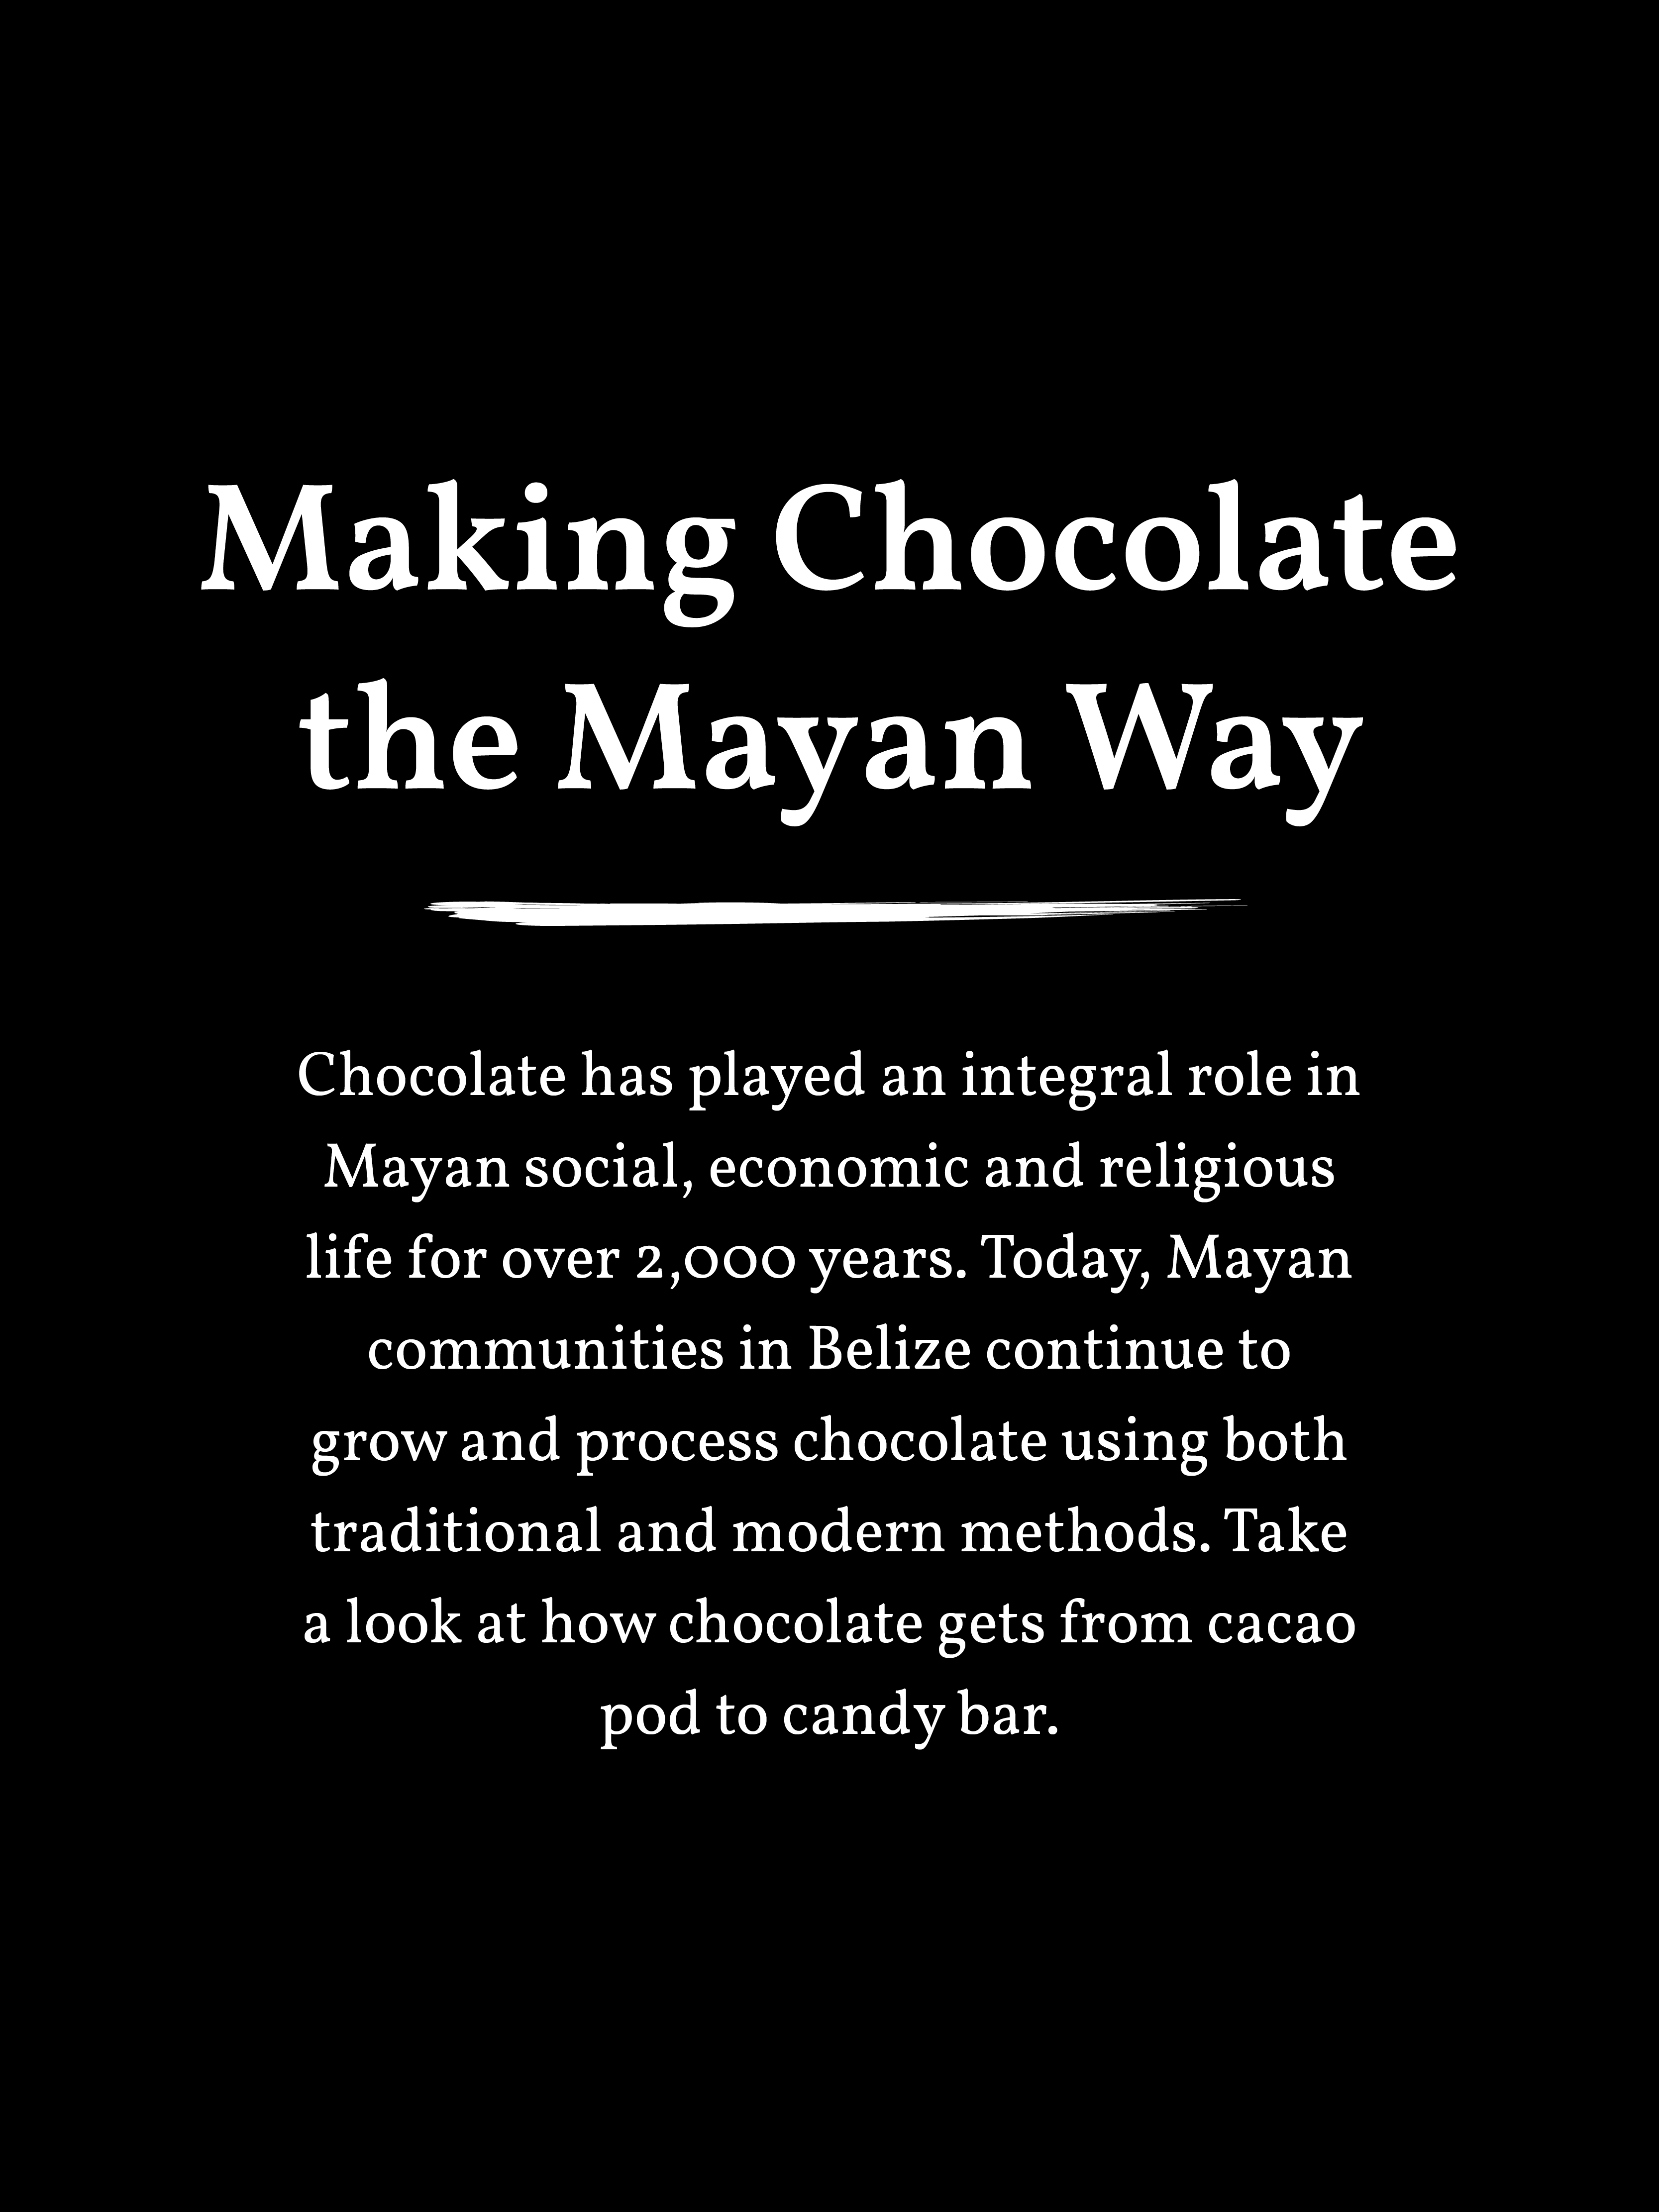 Making Chocolate
the Mayan Way
Chocolate has played an integral role in
Mayan social, economic and religious
life for over 2,000 years. Today, Mayan
communities in Belize continue to
grow and process chocolate using both
traditional and modern methods. Take
a look at how chocolate gets from cacao
pod to candy bar.